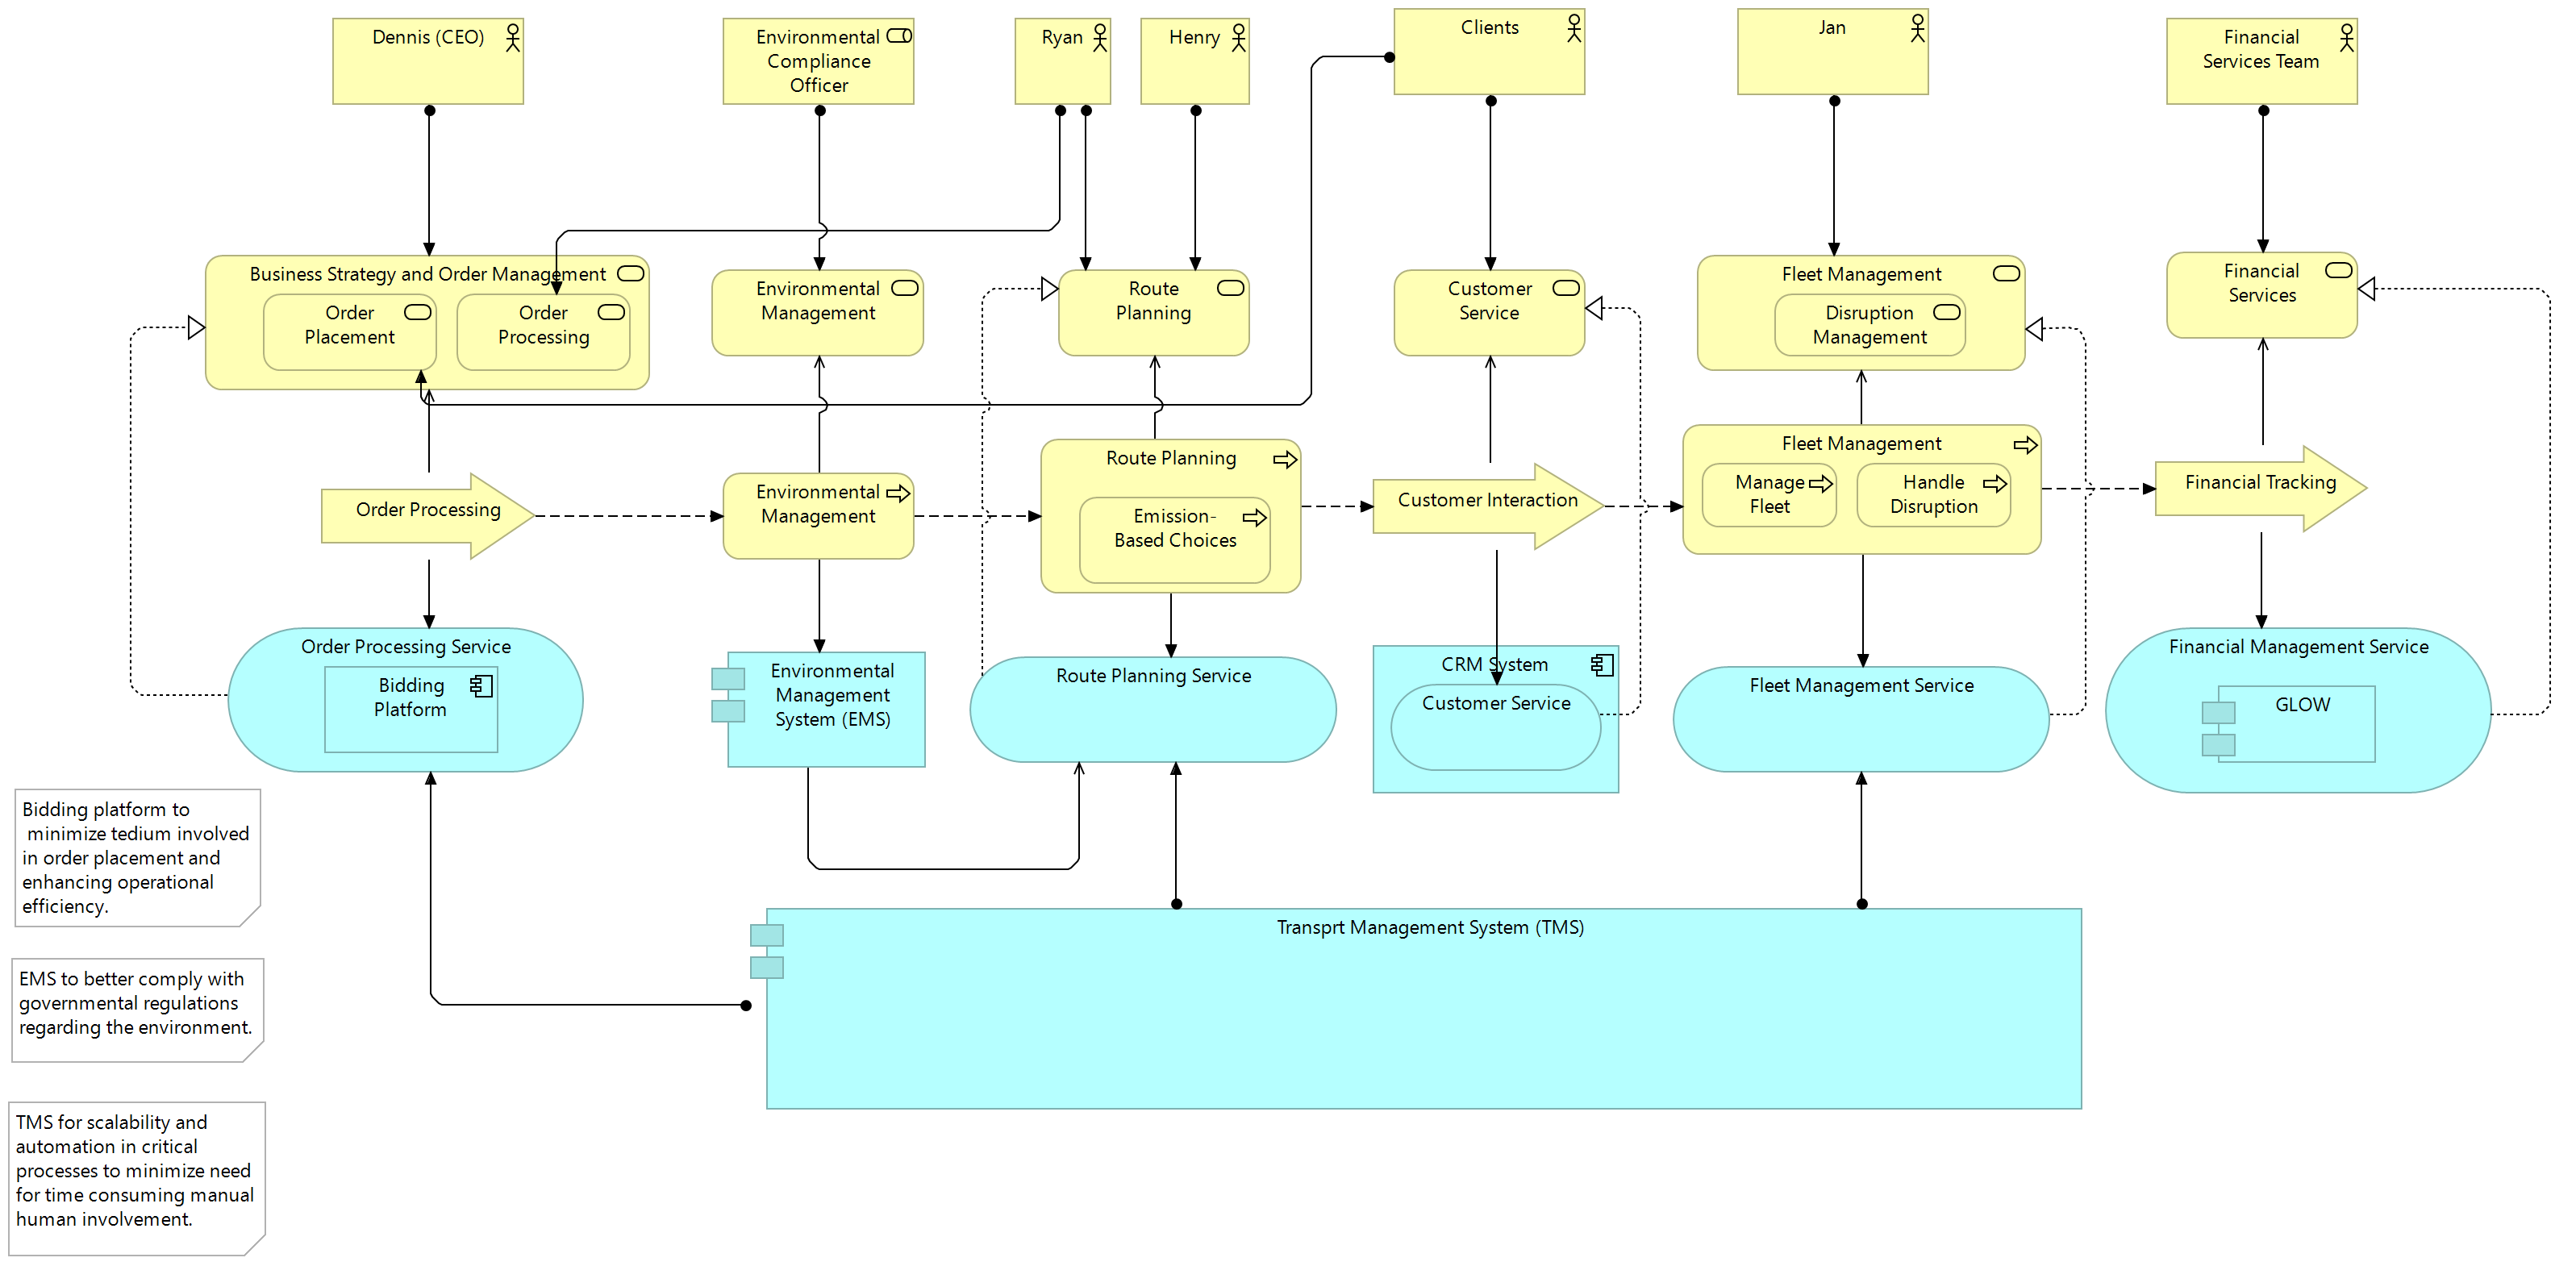 Dennis (CEO)
Environmental
Compliance
Officer
Ryan
Henry
Clients
Jan
Financial
Services Team
Business Strategy and Order Management
Order
Placement
Order
Processing
Environmental
Management
Route
Planning
Customer
Service
Fleet Management
Disruption
Management
Financial
Services
Order Processing
Environmental
Management
Route Planning
Emission-
Based Choices
Customer Interaction
Fleet Management
Manage
Fleet
Handle
Disruption
Financial Tracking
Order Processing Service
Bidding
Platform
Environmental
Management
System (EMS)
Route Planning Service
CRM System
Customer Service
Fleet Management Service
Financial Management Service
GLOW
Transprt Management System (TMS)
Bidding platform to
minimize tedium involved
in order placement and
enhancing operational
efficiency.
EMS to better comply with
governmental regulations
regarding the environment.
TMS for scalability and
automation in critical
processes to minimize need
for time consuming manual
human involvement.